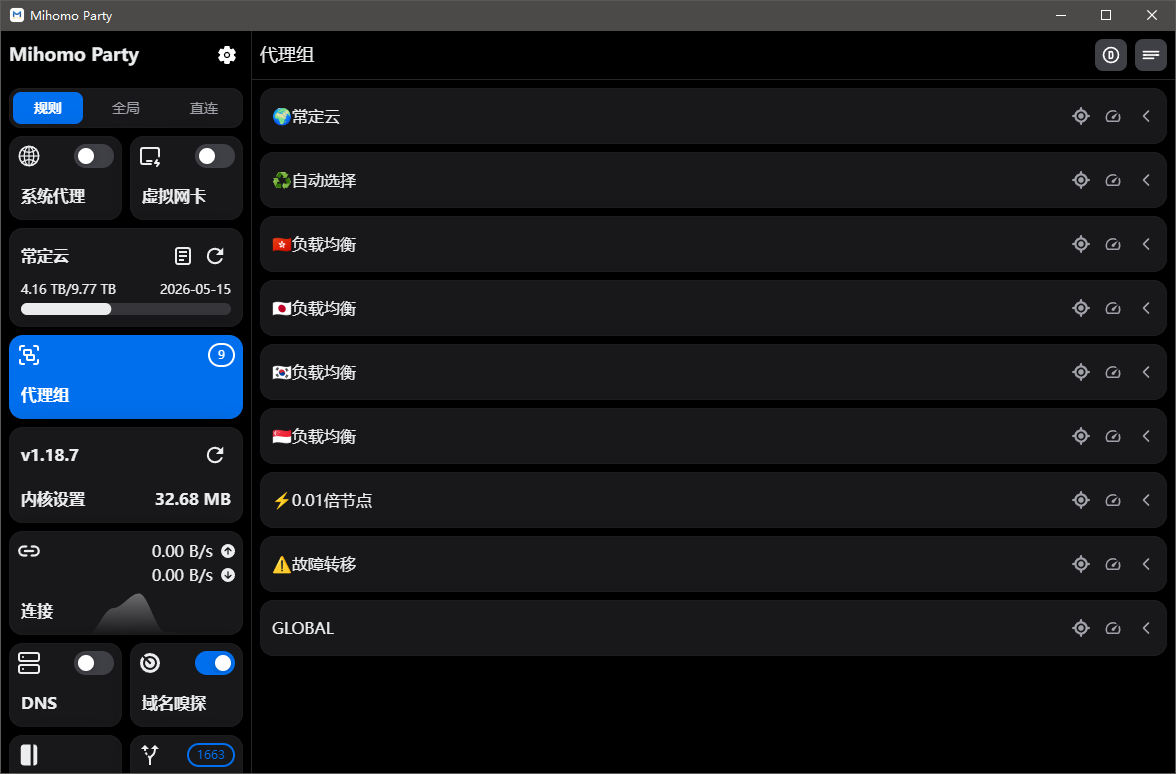 Mihomo Party
Mihomo Party
规则 全局 直连
系统代理 虚拟网卡
常定云
4.16 TB/9.77 TB 2026-05-15
9
代理组
v1.18.7
内核设置 32.68 MB
0.00 B/s
0.00 B/s
连接
DNS 域名嗅探
1663
代理组
🌍常定云
♻️自动选择
🇭🇰负载均衡
🇯🇵负载均衡
🇰🇷负载均衡
🇸🇬负载均衡
⚡0.01倍节点
⚠️故障转移
GLOBAL